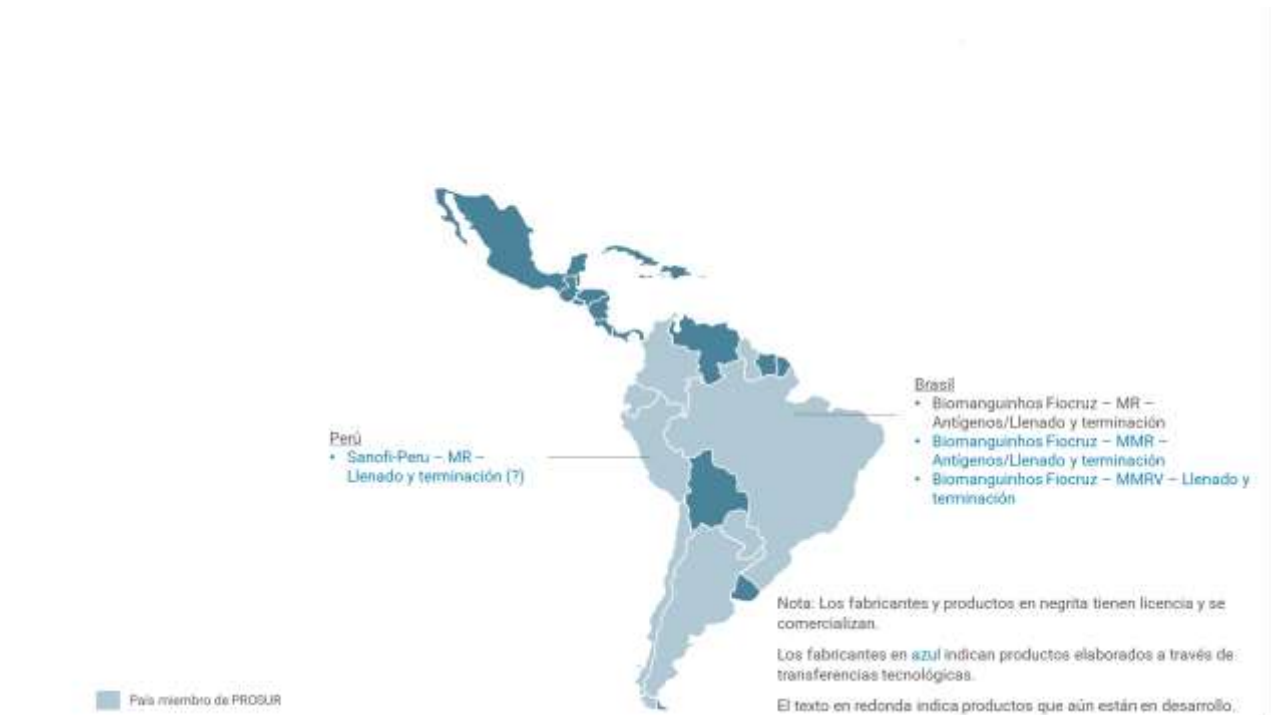 Perú
• Sanofi-Peru – MR –
Llenado y terminación (?)
Brasil
• Biomanguinhos Fiocruz – MR –
Antígenos/Llenado y terminación
• Biomanguinhos Fiocruz – MMR –
Antígenos/Llenado y terminación
• Biomanguinhos Fiocruz – MMRV – Llenado y
terminación
Nota: Los fabricantes y productos en negrita tienen licencia y se
comercializan.
Los fabricantes en azul indican productos elaborados a través de
transferencias tecnológicas.
El texto en redonda indica productos que aún están en desarrollo.
País miembro de PROSUR